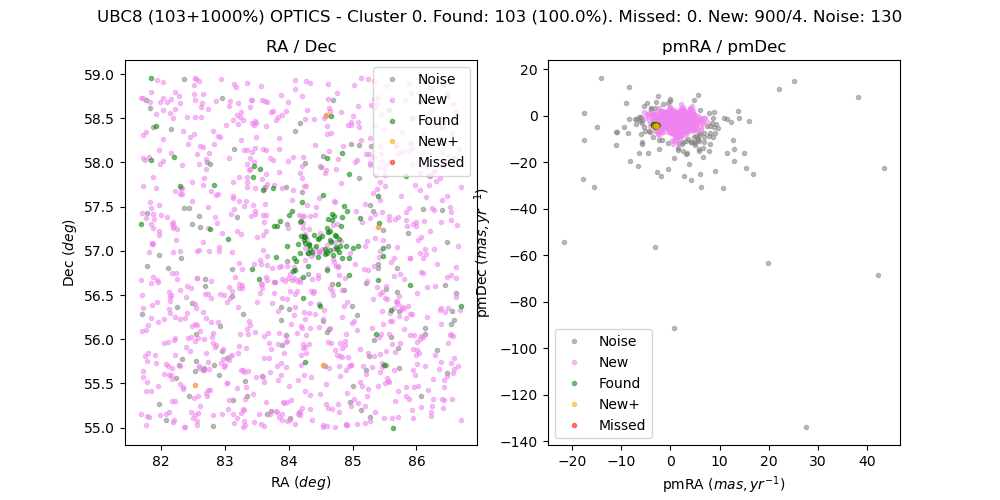 UBC8 (103+1000%) OPTICS - Cluster 0. Found: 103 (100.0%). Missed: 0. New: 900/4. Noise: 130
RA / Dec
59.0
58.5
58.0
57.5
57.0
56.5
56.0
55.5
55.0
Dec (deg)
82
83
84
85
86
RA (deg)
Noise
New
Found
New+
Missed
pmRA / pmDec
20
0
−20
−40
−60
−80
−100
−120
−140
pmDec (mas, yr⁻¹)
−20
−10
0
10
20
30
40
pmRA (mas, yr⁻¹)
Noise
New
Found
New+
Missed